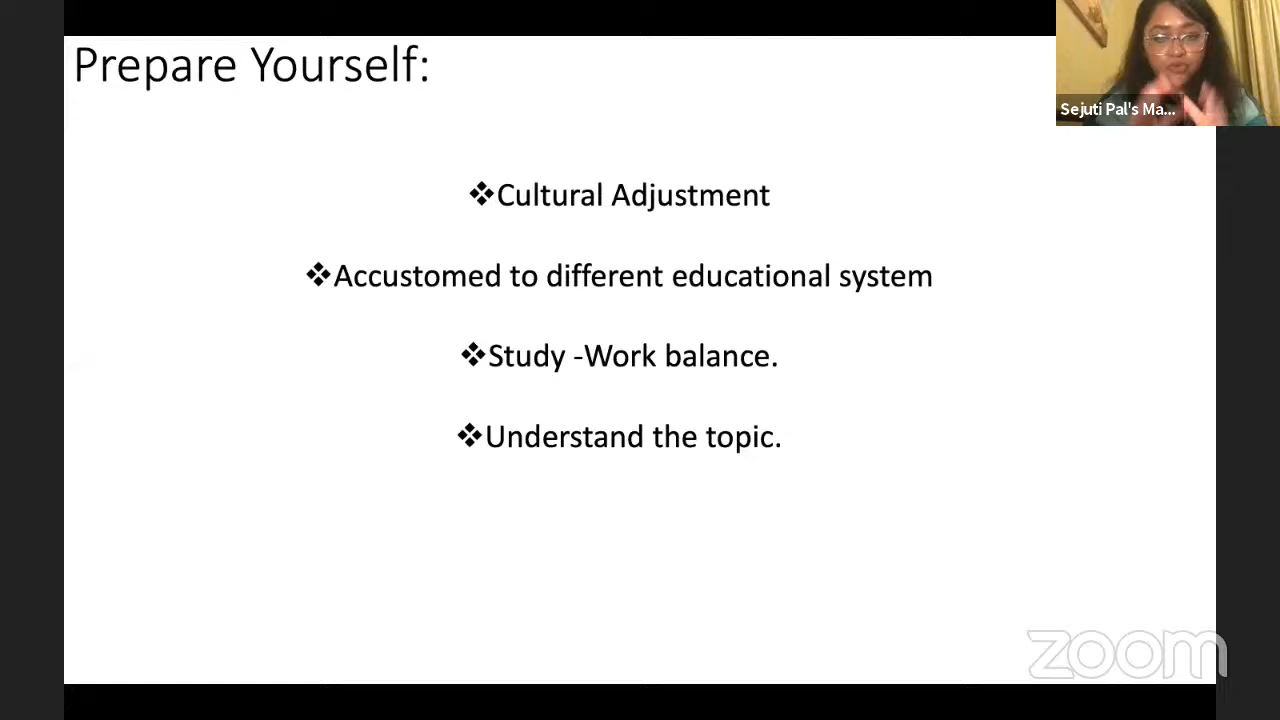 Prepare Yourself:
Sejuti Pal's Ma...
❖Cultural Adjustment
❖Accustomed to different educational system
❖Study -Work balance.
❖Understand the topic.
zoom